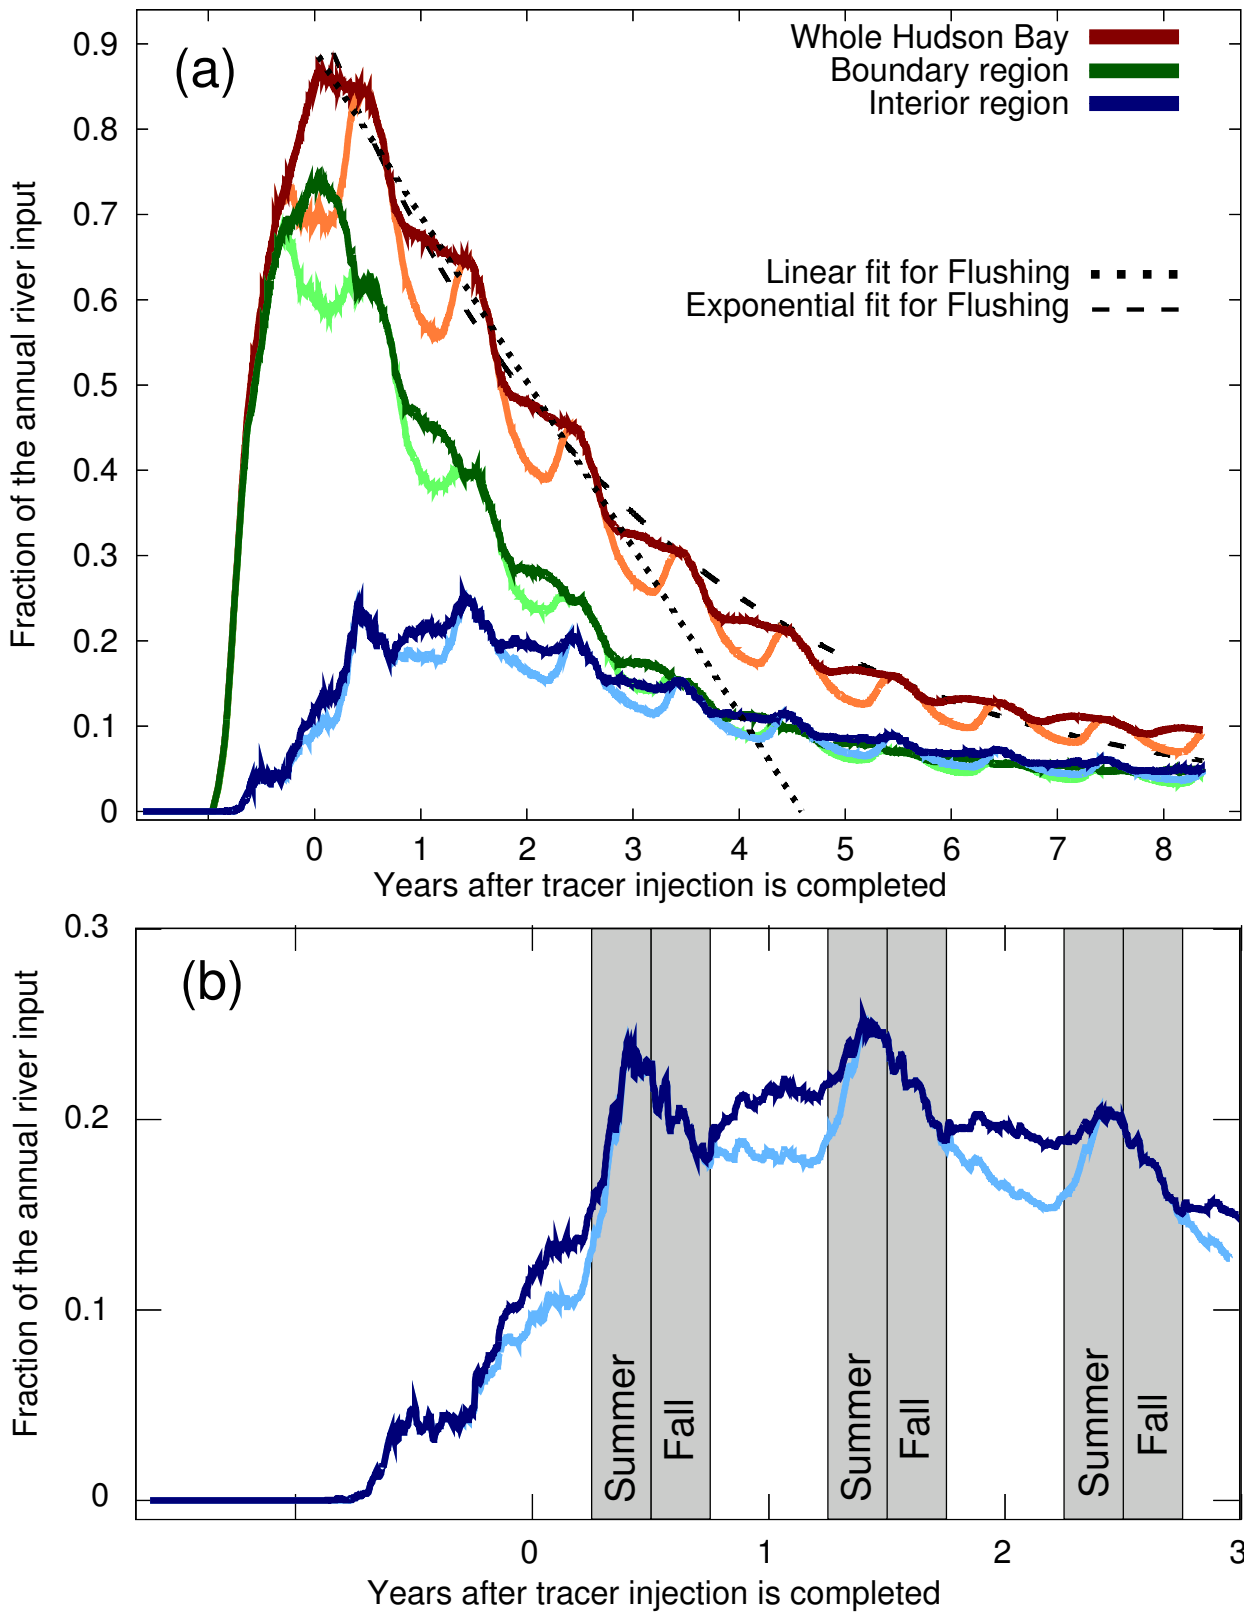 (a)
Whole Hudson Bay
Boundary region
Interior region
Linear fit for Flushing
Exponential fit for Flushing
Fraction of the annual river input
0.9
0.8
0.7
0.6
0.5
0.4
0.3
0.2
0.1
0
0 1 2 3 4 5 6 7 8
Years after tracer injection is completed
(b)
Fraction of the annual river input
0.3
0.2
0.1
0
Summer
Fall
Summer
Fall
Summer
Fall
0 1 2 3
Years after tracer injection is completed